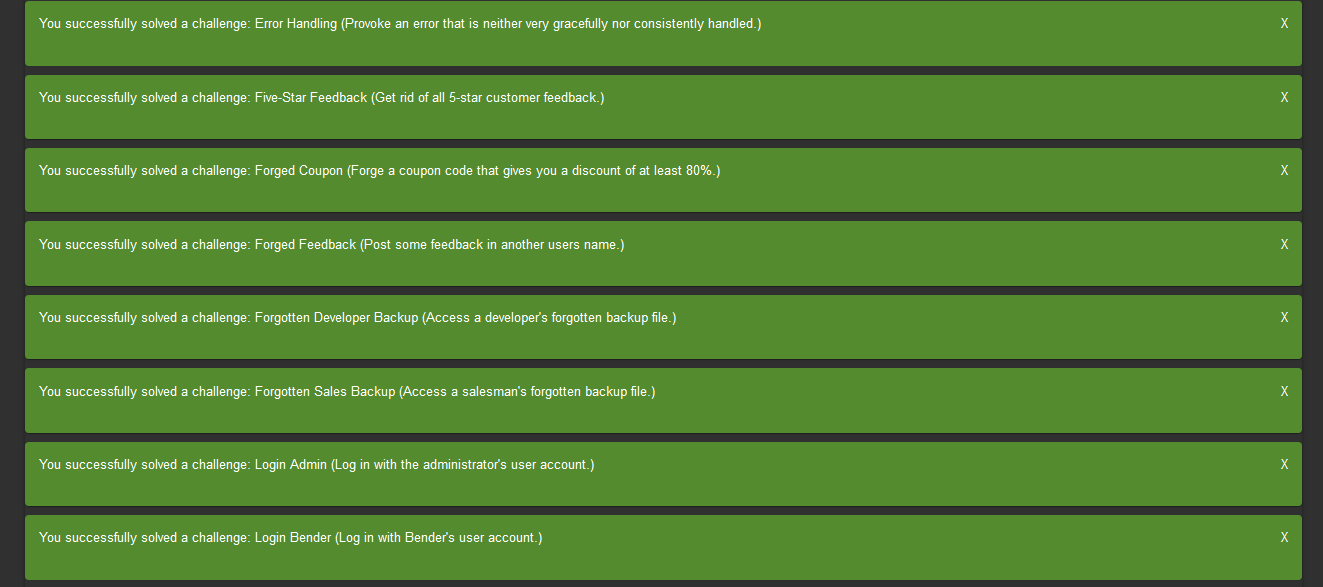 You successfully solved a challenge: Error Handling (Provoke an error that is neither very gracefully nor consistently handled.) X
You successfully solved a challenge: Five-Star Feedback (Get rid of all 5-star customer feedback.) X
You successfully solved a challenge: Forged Coupon (Forge a coupon code that gives you a discount of at least 80%.) X
You successfully solved a challenge: Forged Feedback (Post some feedback in another users name.) X
You successfully solved a challenge: Forgotten Developer Backup (Access a developer's forgotten backup file.) X
You successfully solved a challenge: Forgotten Sales Backup (Access a salesman's forgotten backup file.) X
You successfully solved a challenge: Login Admin (Log in with the administrator's user account.) X
You successfully solved a challenge: Login Bender (Log in with Bender's user account.) X